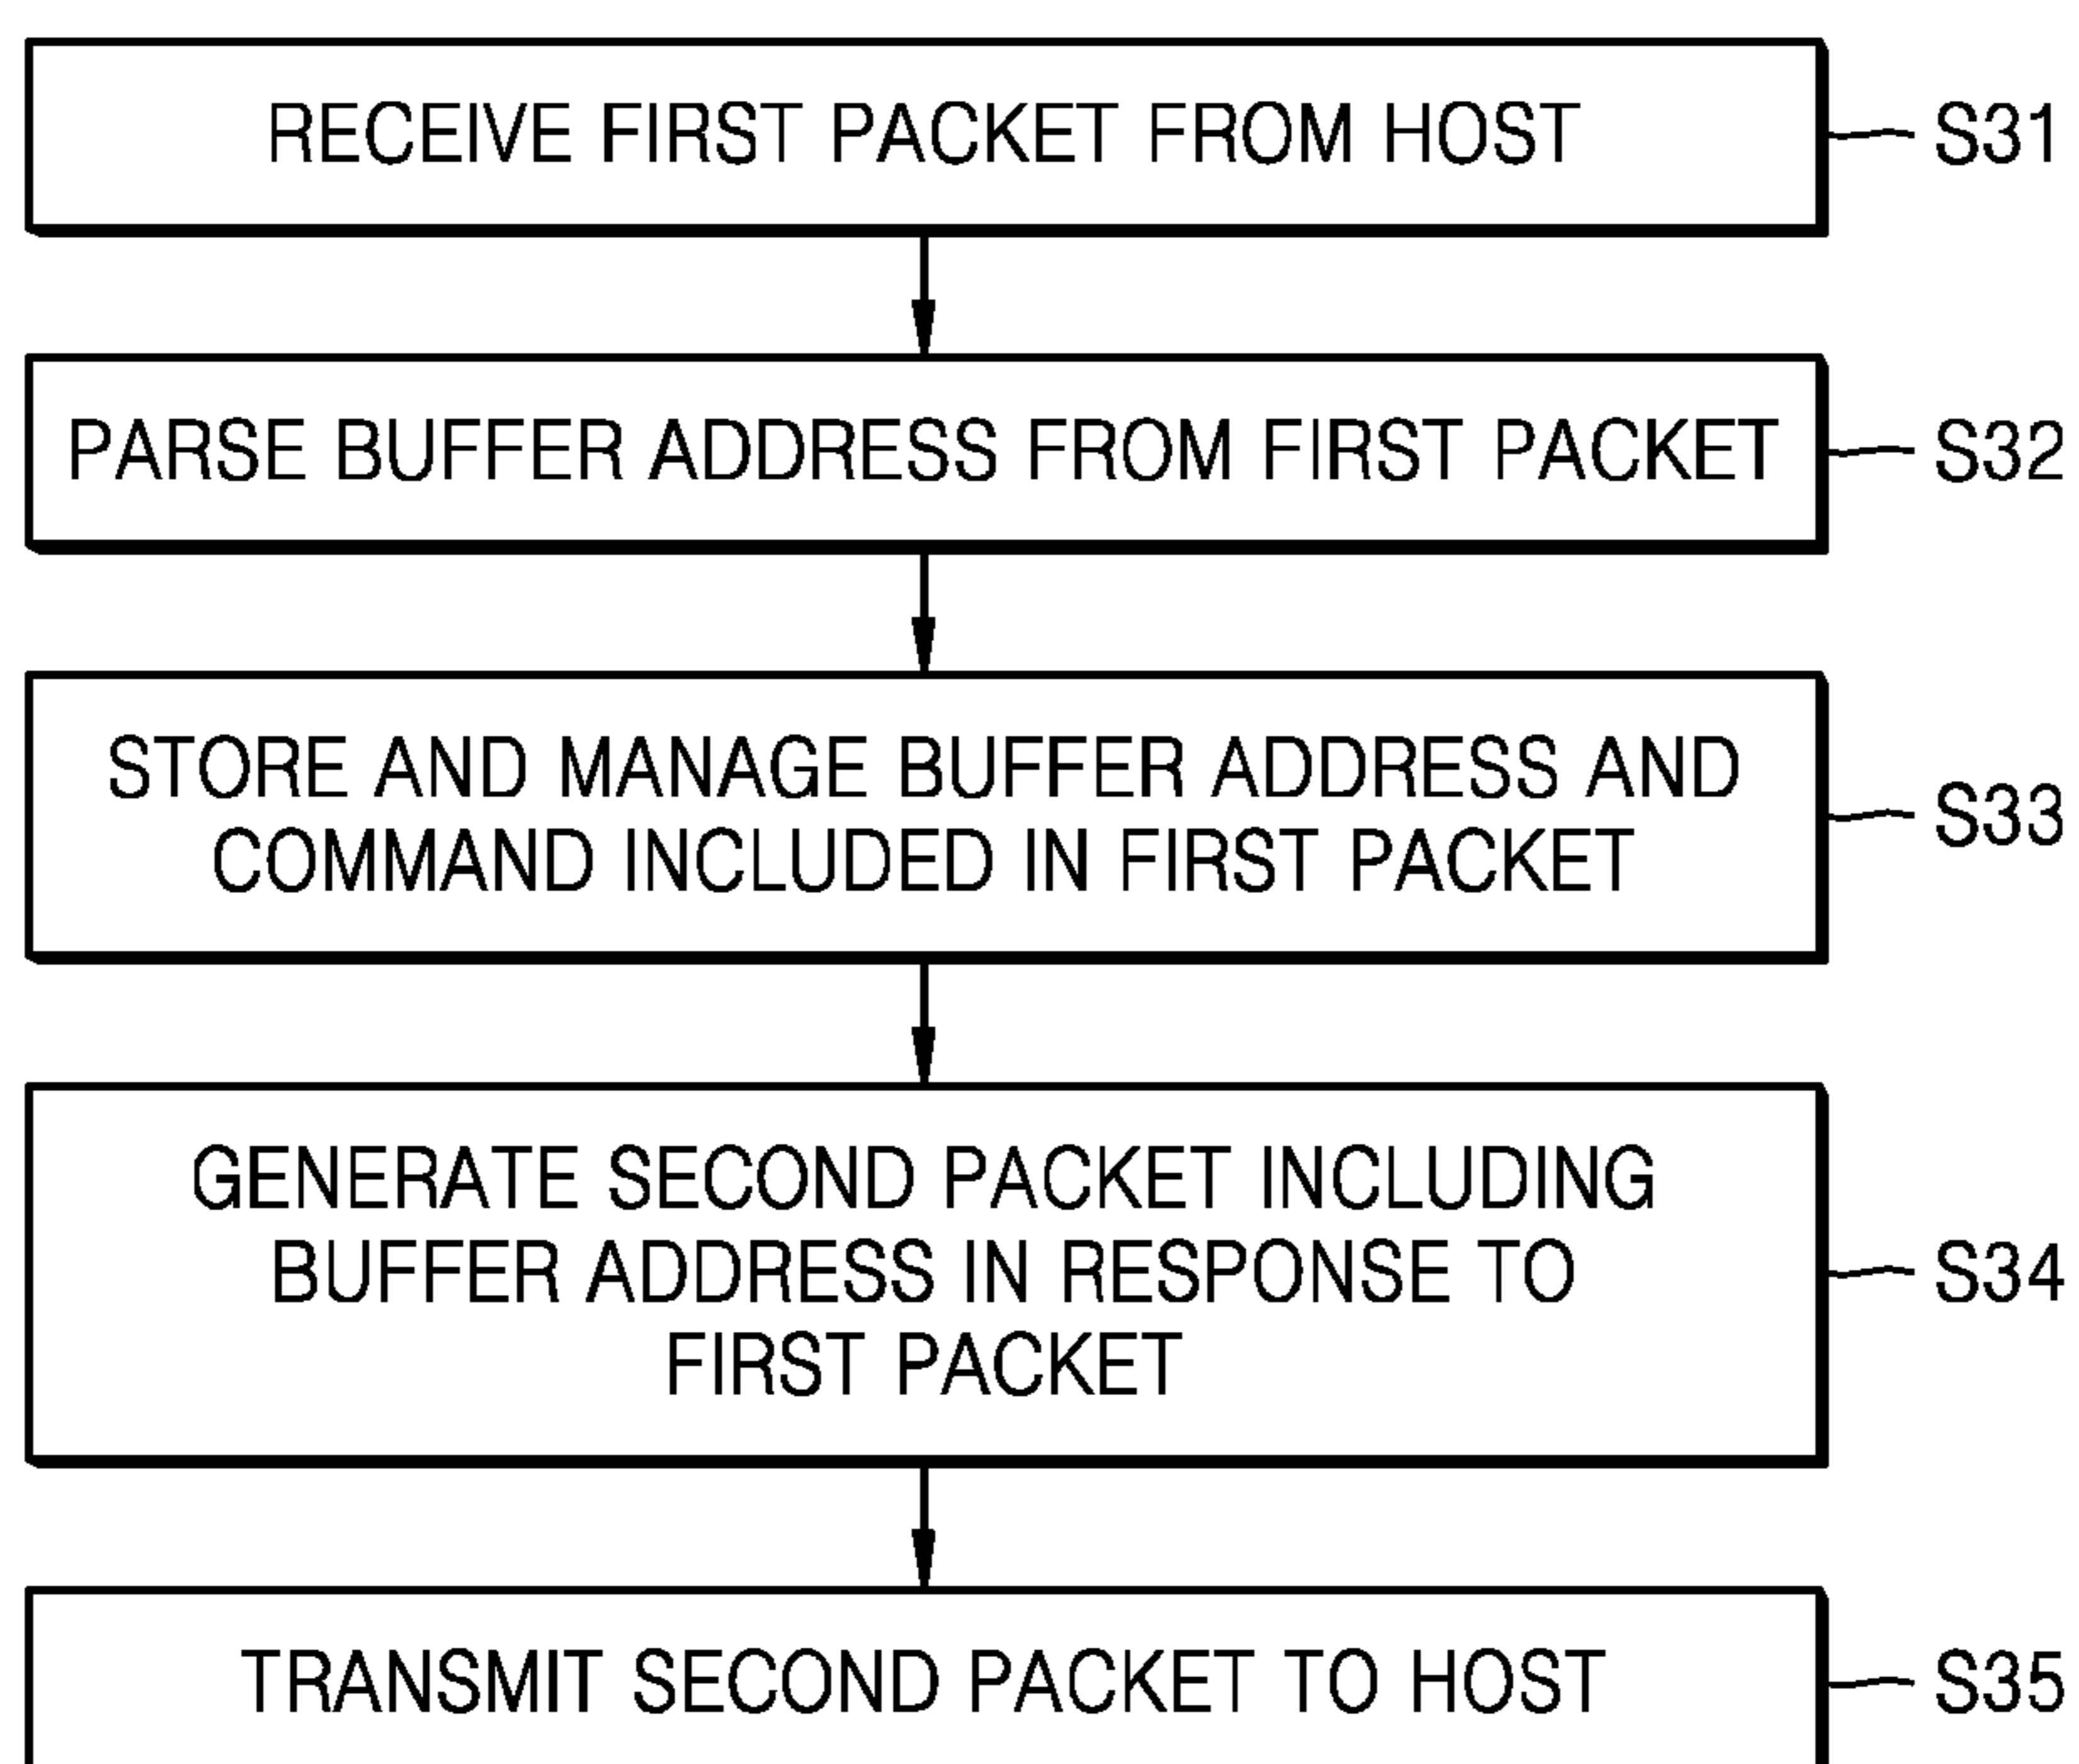 RECEIVE FIRST PACKET FROM HOST
S31
PARSE BUFFER ADDRESS FROM FIRST PACKET
S32
STORE AND MANAGE BUFFER ADDRESS AND
COMMAND INCLUDED IN FIRST PACKET
S33
GENERATE SECOND PACKET INCLUDING
BUFFER ADDRESS IN RESPONSE TO
FIRST PACKET
S34
TRANSMIT SECOND PACKET TO HOST
S35